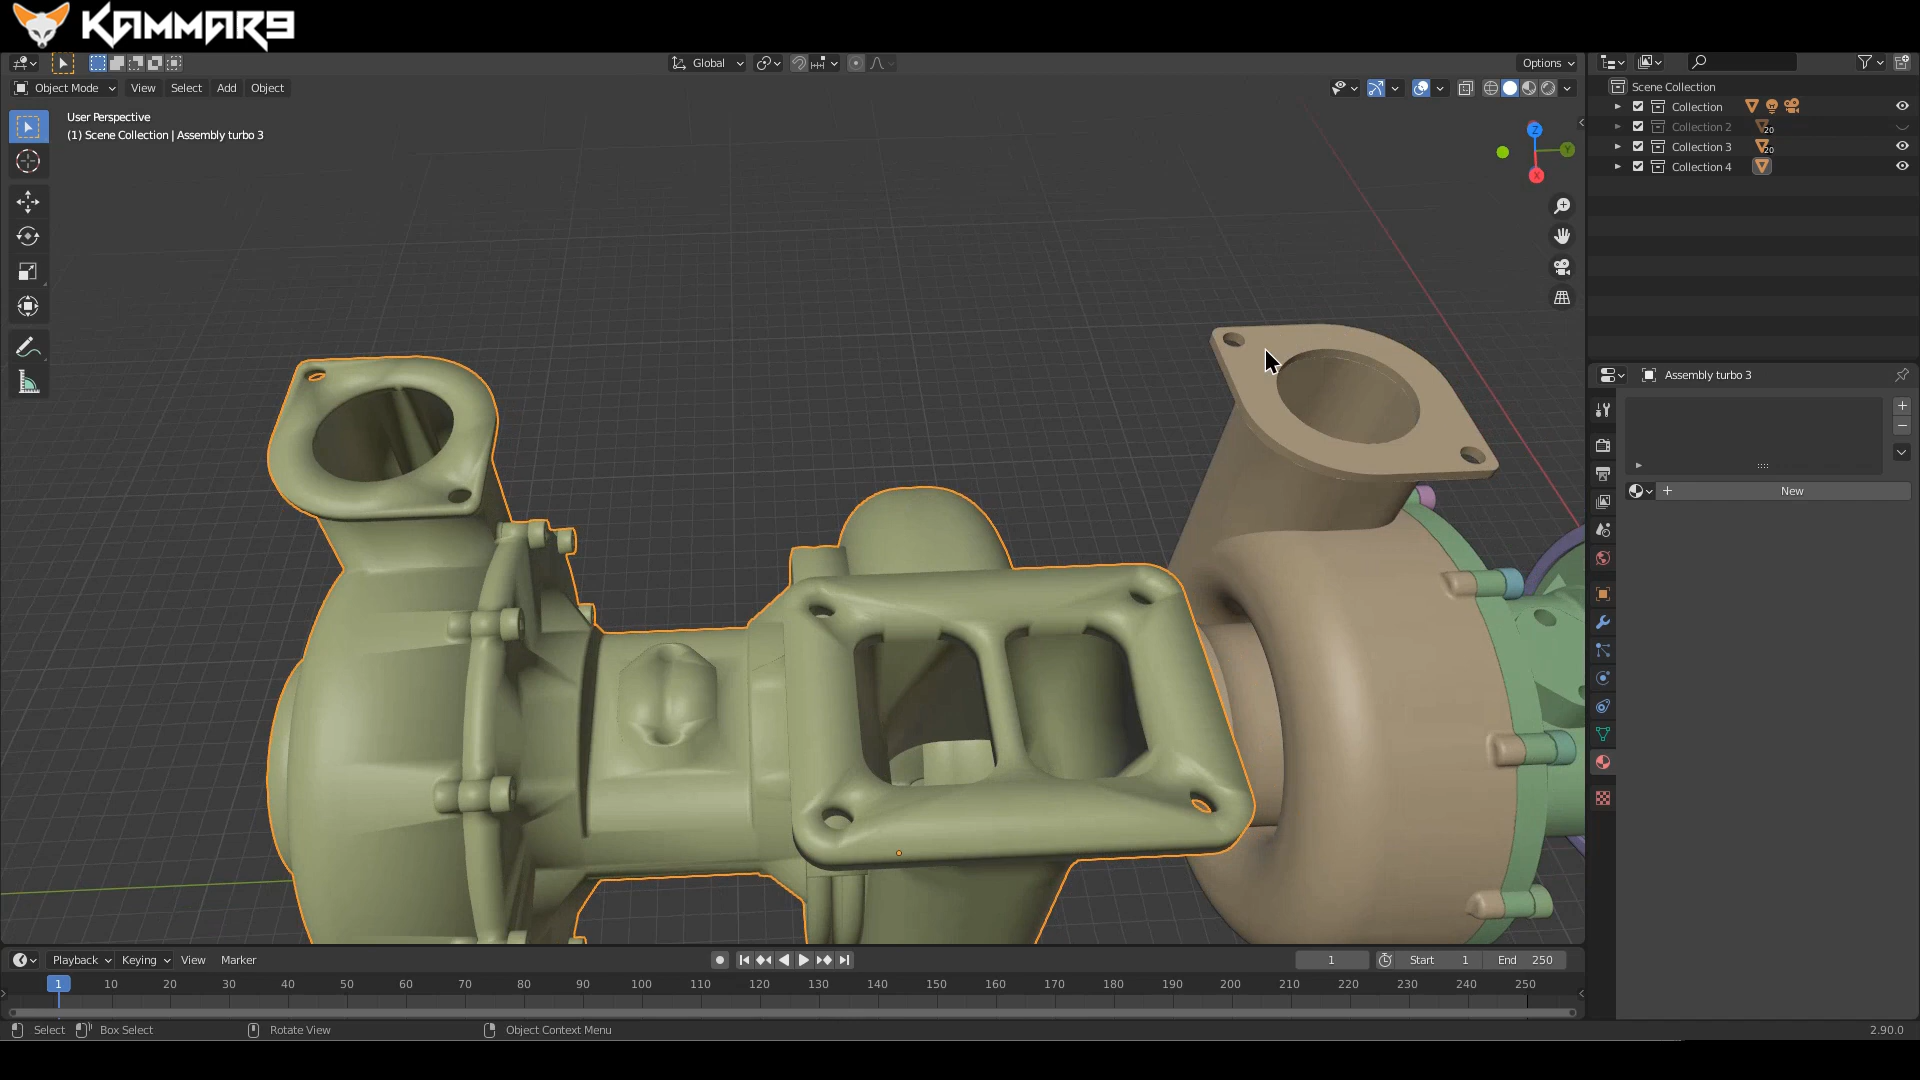 KAMMAR9
Global
Options
Object Mode
View
Select
Add
Object
User Perspective
(1) Scene Collection | Assembly turbo 3
Z
Y
X
Scene Collection
Collection
Collection 2
20
Collection 3
20
Collection 4
Assembly turbo 3
New
Playback
Keying
View
Marker
1
Start 1
End 250
1 10 20 30 40 50 60 70 80 90 100 110 120 130 140 150 160 170 180 190 200 210 220 230 240 250
Select
Box Select
Rotate View
Object Context Menu
2.90.0